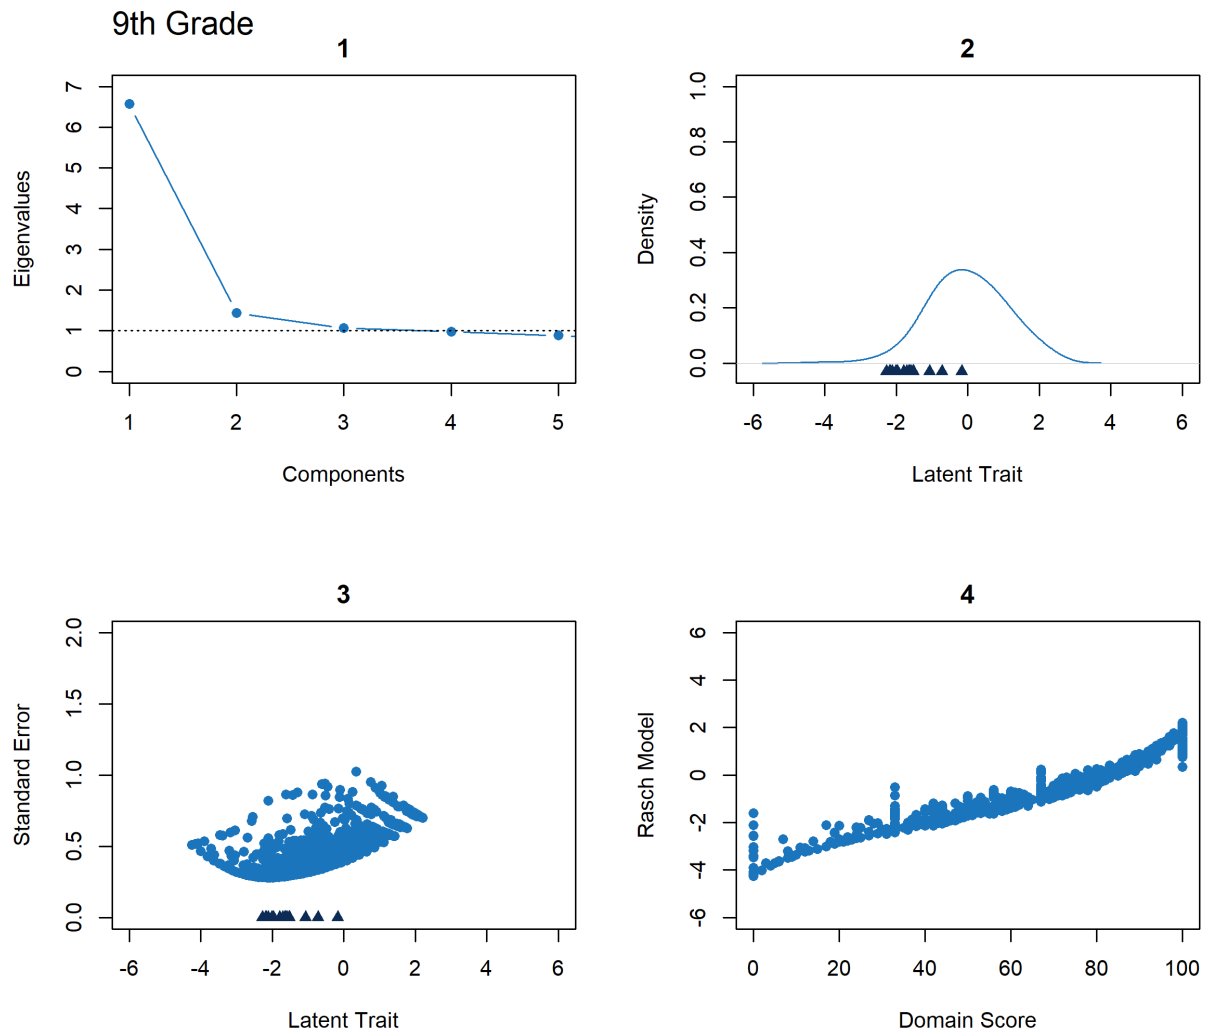 9th Grade
1
7
6
5
4
3
2
1
0
Eigenvalues
1 2 3 4 5
Components
2
1.0
0.8
0.6
0.4
0.2
0.0
Density
-6 -4 -2 0 2 4 6
Latent Trait
3
2.0
1.5
1.0
0.5
0.0
Standard Error
-6 -4 -2 0 2 4 6
Latent Trait
4
6
4
2
0
-2
-4
-6
Rasch Model
0 20 40 60 80 100
Domain Score